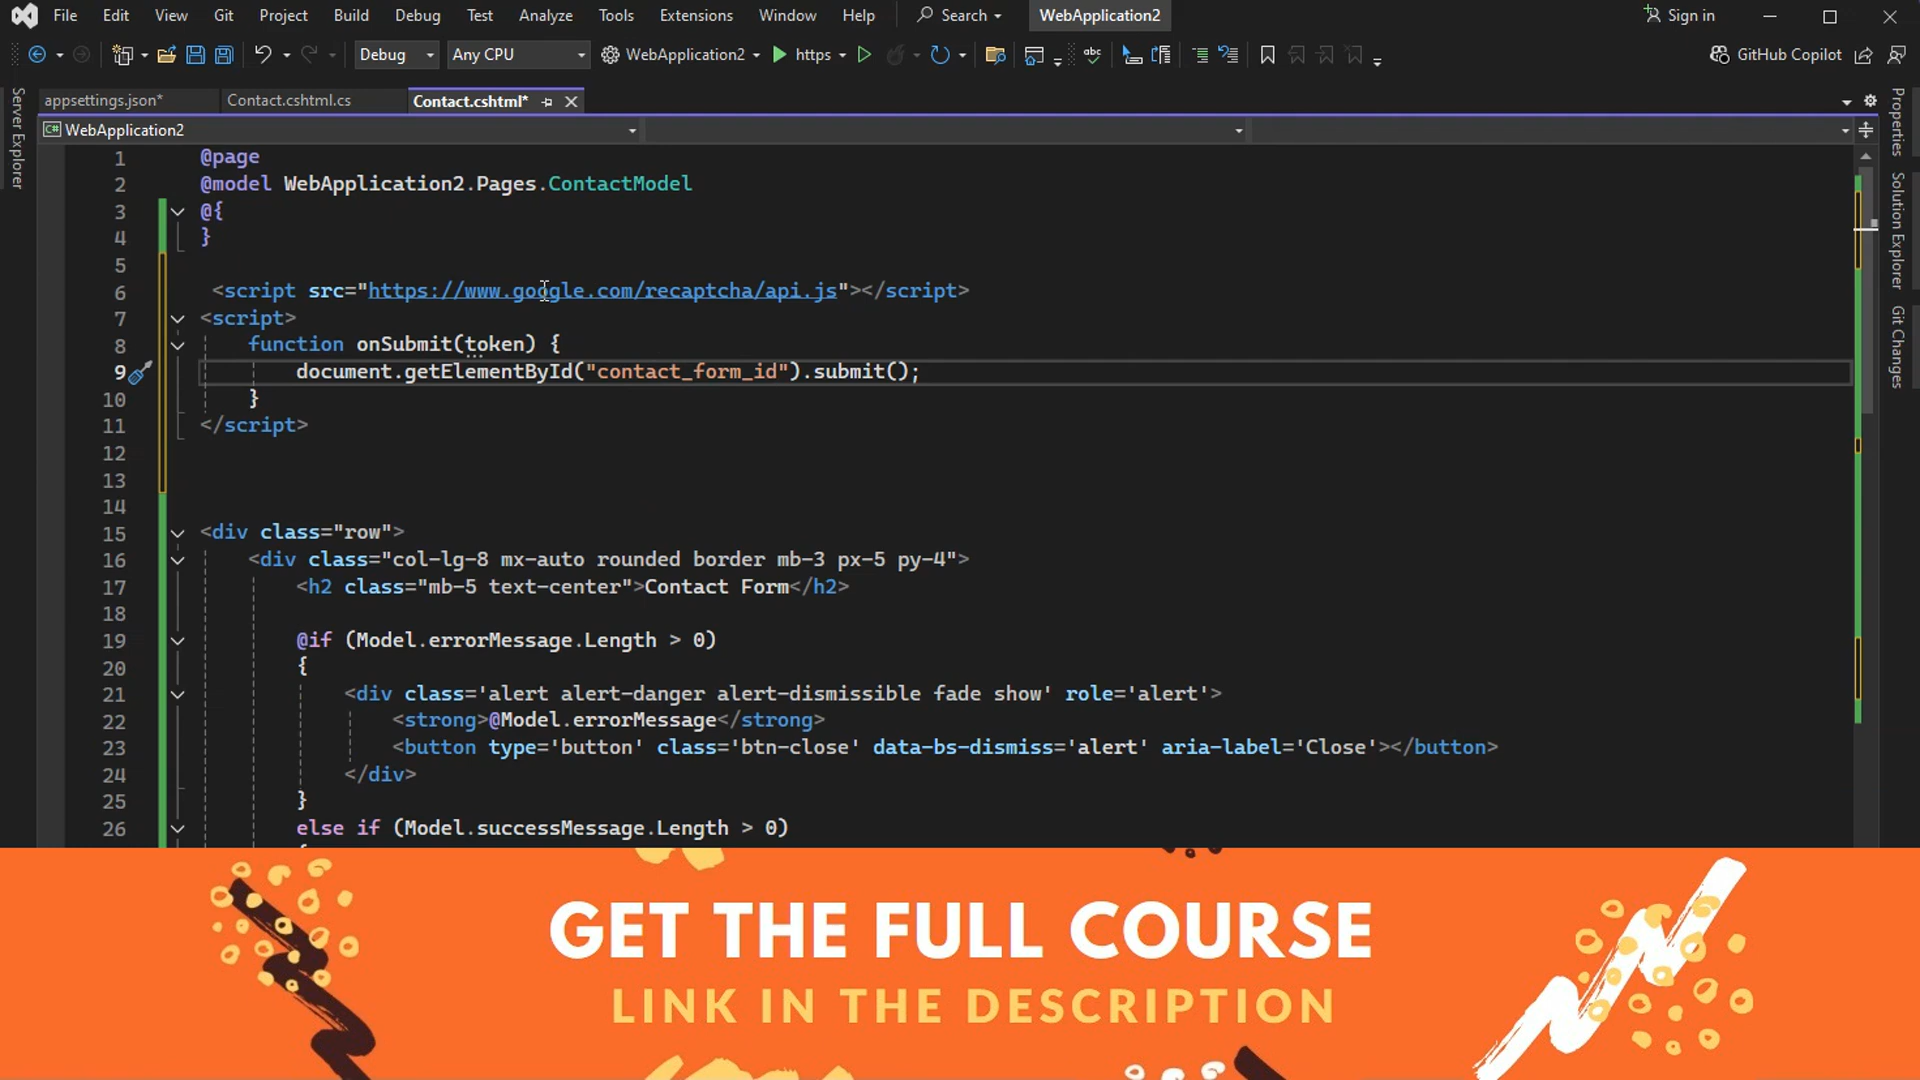 File Edit View Git Project Build Debug Test Analyze Tools Extensions Window Help Search WebApplication2 Sign in
Debug Any CPU WebApplication2 https abc GitHub Copilot
appsettings.json* Contact.cshtml.cs Contact.cshtml*
C# WebApplication2
Server Explorer
Properties
Solution Explorer
Git Changes
1 @page
2 @model WebApplication2.Pages.ContactModel
3 @{
4 }
5
6 <script src="https://www.google.com/recaptcha/api.js"></script>
7 <script>
8 function onSubmit(token) {
9 document.getElementById("contact_form_id").submit();
10 }
11 </script>
12
13
14
15 <div class="row">
16 <div class="col-lg-8 mx-auto rounded border mb-3 px-5 py-4">
17 <h2 class="mb-5 text-center">Contact Form</h2>
18
19 @if (Model.errorMessage.Length > 0)
20 {
21 <div class='alert alert-danger alert-dismissible fade show' role='alert'>
22 <strong>@Model.errorMessage</strong>
23 <button type='button' class='btn-close' data-bs-dismiss='alert' aria-label='Close'></button>
24 </div>
25 }
26 else if (Model.successMessage.Length > 0)
GET THE FULL COURSE
LINK IN THE DESCRIPTION